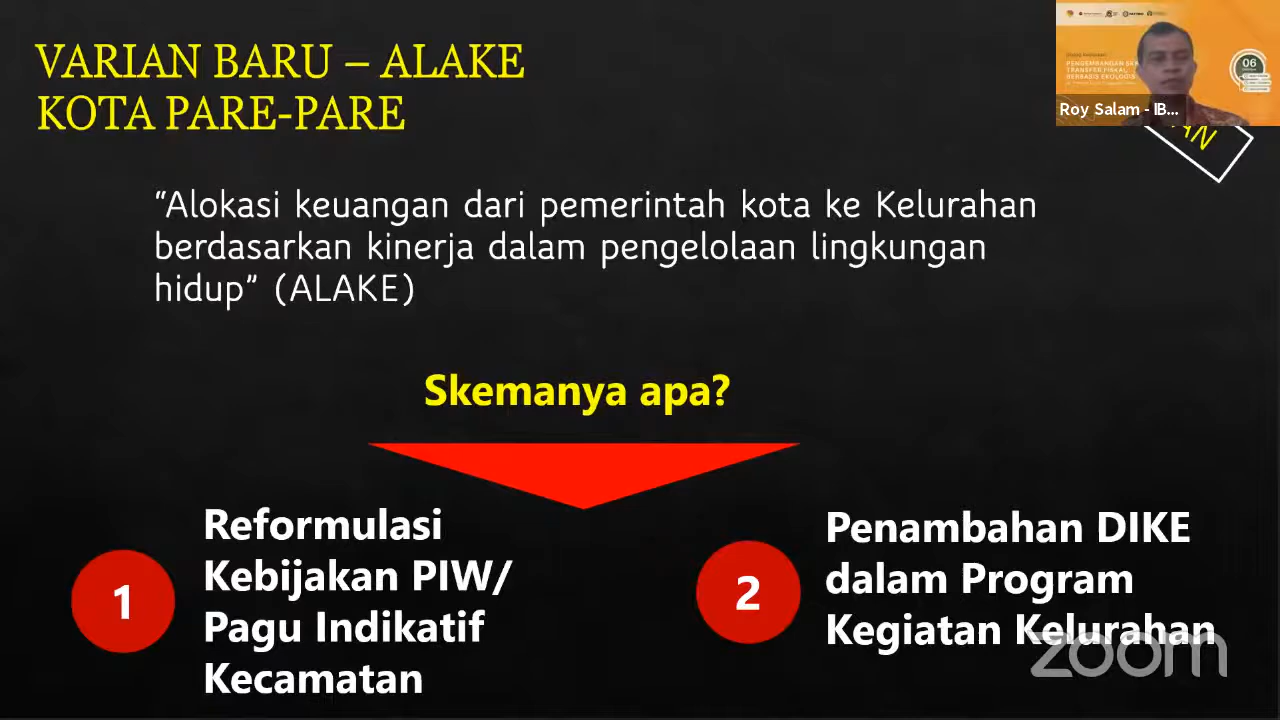 VARIAN BARU – ALAKE
KOTA PARE-PARE
"Alokasi keuangan dari pemerintah kota ke Kelurahan
berdasarkan kinerja dalam pengelolaan lingkungan
hidup" (ALAKE)
Skemanya apa?
1
Reformulasi
Kebijakan PIW/
Pagu Indikatif
Kecamatan
2
Penambahan DIKE
dalam Program
Kegiatan Kelurahan
06
Roy Salam - IB...
zoom